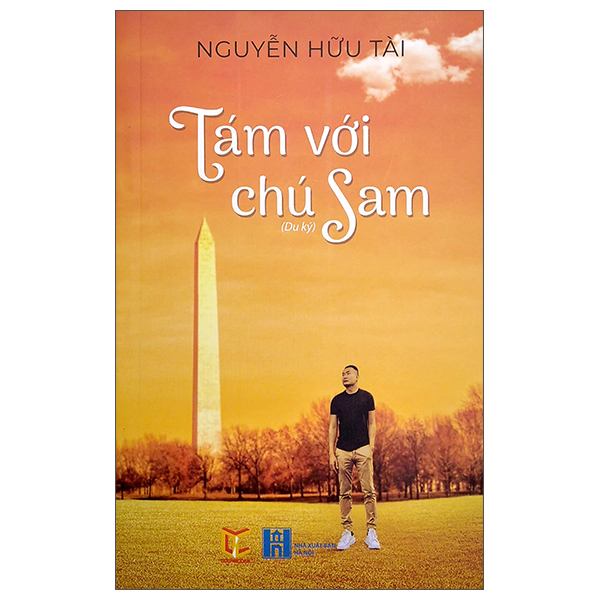 NGUYỄN HỮU TÀI
Tám với
chú Sam
(Du ký)
NHÀ XUẤT BẢN
HÀ NỘI